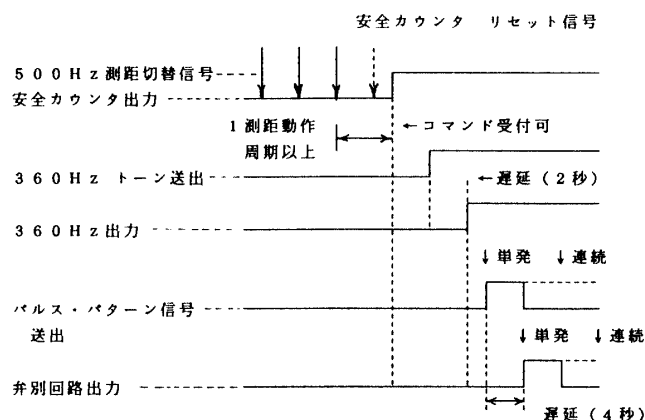 安全カウンタ リセット信号
500Hz測距切替信号
安全カウンタ出力
1測距動作
周期以上
←コマンド受付可
360Hz トーン送出
←遅延(2秒)
360Hz出力
↓単発 ↓連続
パルス・パターン信号
送出
↓単発 ↓連続
弁別回路出力
遅延(4秒)